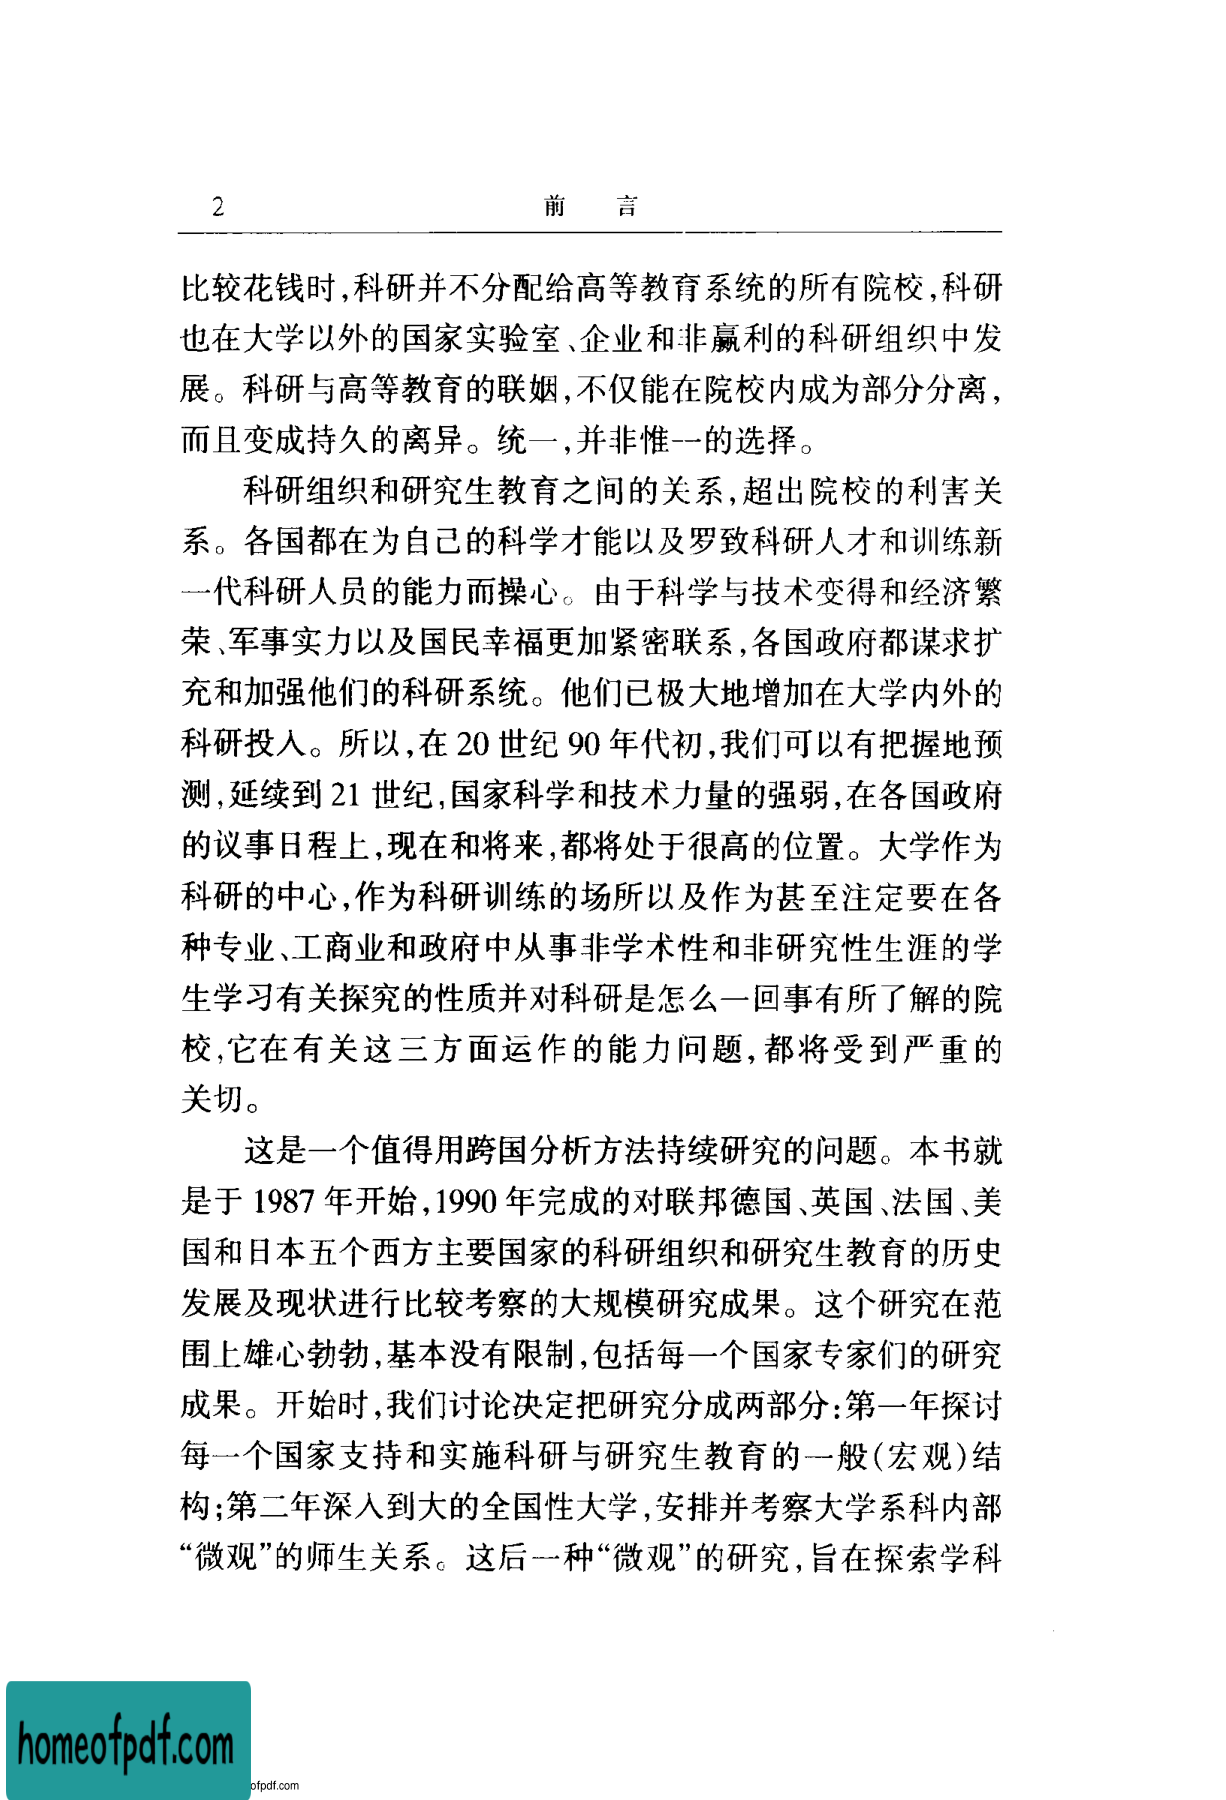 2 前 言
比较花钱时,科研并不分配给高等教育系统的所有院校,科研
也在大学以外的国家实验室、企业和非赢利的科研组织中发
展。科研与高等教育的联姻,不仅能在院校内成为部分分离,
而且变成持久的离异。统一,并非惟一的选择。
科研组织和研究生教育之间的关系,超出院校的利害关
系。各国都在为自己的科学才能以及罗致科研人才和训练新
一代科研人员的能力而操心。由于科学与技术变得和经济繁
荣、军事实力以及国民幸福更加紧密联系,各国政府都谋求扩
充和加强他们的科研系统。他们已极大地增加在大学内外的
科研投入。所以,在 20 世纪 90 年代初,我们可以有把握地预
测,延续到 21 世纪,国家科学和技术力量的强弱,在各国政府
的议事日程上,现在和将来,都将处于很高的位置。大学作为
科研的中心,作为科研训练的场所以及作为甚至注定要在各
种专业、工商业和政府中从事非学术性和非研究性生涯的学
生学习有关探究的性质并对科研是怎么一回事有所了解的院
校,它在有关这三方面运作的能力问题,都将受到严重的
关切。
这是一个值得用跨国分析方法持续研究的问题。本书就
是于 1987 年开始,1990 年完成的对联邦德国、英国、法国、美
国和日本五个西方主要国家的科研组织和研究生教育的历史
发展及现状进行比较考察的大规模研究成果。这个研究在范
围上雄心勃勃,基本没有限制,包括每一个国家专家们的研究
成果。开始时,我们讨论决定把研究分成两部分:第一年探讨
每一个国家支持和实施科研与研究生教育的一般(宏观)结
构;第二年深入到大的全国性大学,安排并考察大学系科内部
“微观”的师生关系。这后一种“微观”的研究,旨在探索学科
homeofpdf.com
ofpdf.com